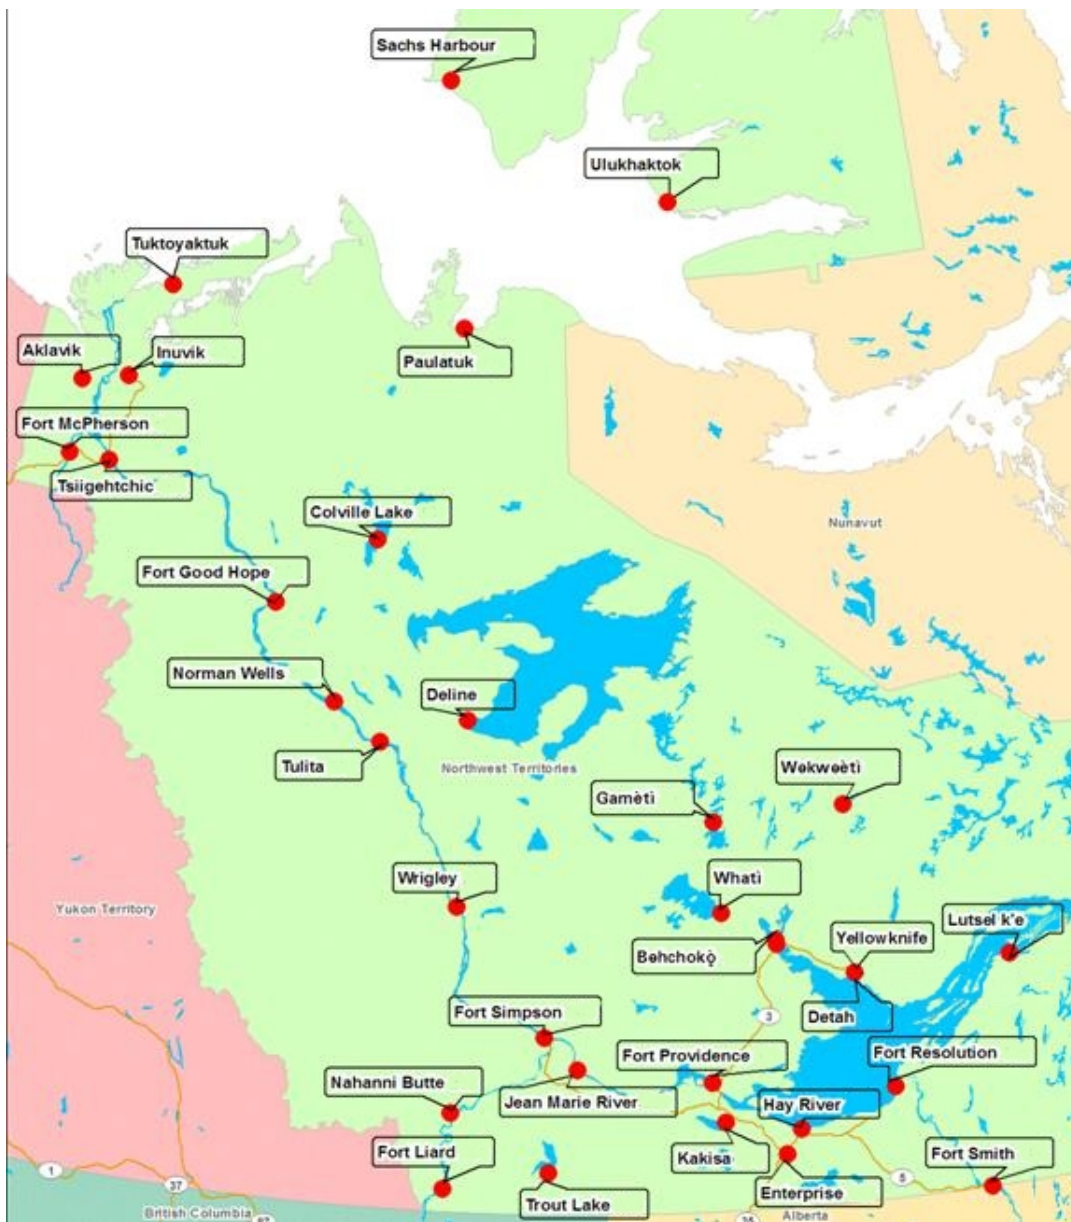 Sachs Harbour
Ulukhaktok
Tuktoyaktuk
Aklavik
Inuvik
Paulatuk
Fort McPherson
Tsiigehtchic
Colville Lake
Nunavut
Fort Good Hope
Norman Wells
Deline
Tulita
Northwest Territories
Wekweètì
Gamètì
Wrigley
Whatì
Yukon Territory
Lutsel k'e
Behchokǫ̀
Yellowknife
Detah
3
Fort Simpson
Fort Providence
Fort Resolution
Nahanni Butte
Jean Marie River
Hay River
Fort Liard
Kakisa
Fort Smith
1
37
5
Trout Lake
Enterprise
British Columbia
97
35
Alberta